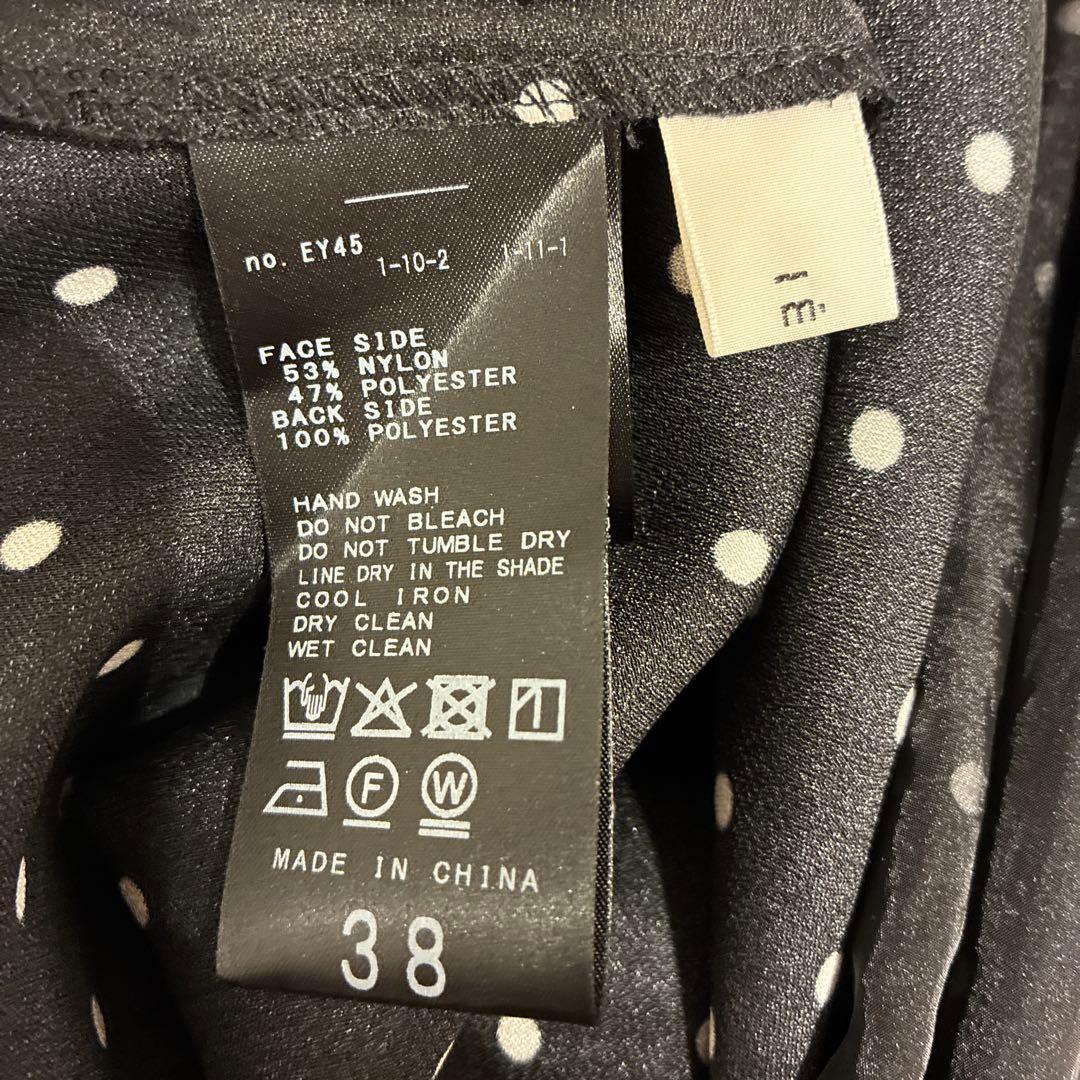 no. EY45
1-10-2 1-11-1
FACE SIDE
53% NYLON
47% POLYESTER
BACK SIDE
100% POLYESTER
HAND WASH
DO NOT BLEACH
DO NOT TUMBLE DRY
LINE DRY IN THE SHADE
COOL IRON
DRY CLEAN
WET CLEAN
F W
MADE IN CHINA
38